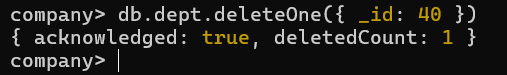 company> db.dept.deleteOne({ _id: 40 })
{ acknowledged: true, deletedCount: 1 }
company>